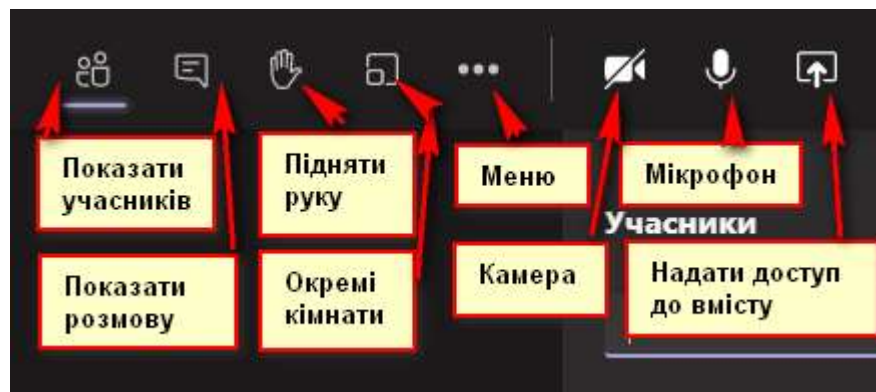 Показати
учасників
Підняти
руку
Меню
Мікрофон
Учасники
Показати
розмову
Окремі
кімнати
Камера
Надати доступ
до вмісту